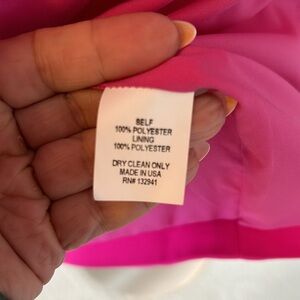 SELF
100% POLYESTER
LINING
100% POLYESTER
DRY CLEAN ONLY
MADE IN USA
RN# 132941